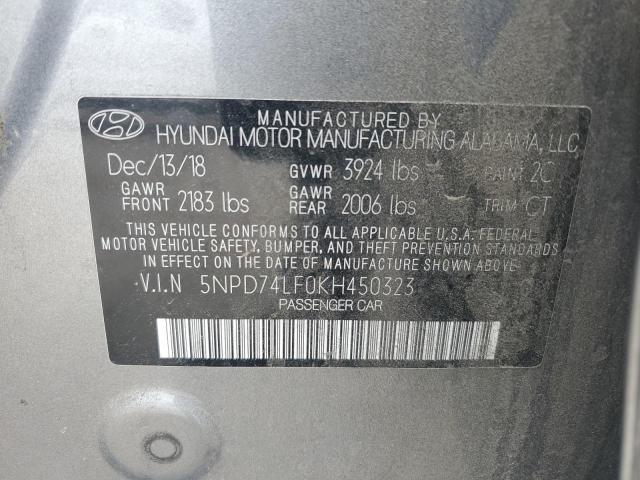 MANUFACTURED BY
HYUNDAI MOTOR MANUFACTURING ALABAMA, LLC
Dec/13/18 GVWR 3924 lbs PAINT 2C
GAWR FRONT 2183 lbs GAWR REAR 2006 lbs TRIM CT
THIS VEHICLE CONFORMS TO ALL APPLICABLE U.S.A. FEDERAL
MOTOR VEHICLE SAFETY, BUMPER, AND THEFT PREVENTION STANDARDS
IN EFFECT ON THE DATE OF MANUFACTURE SHOWN ABOVE.
V.I.N 5NPD74LF0KH450323
PASSENGER CAR